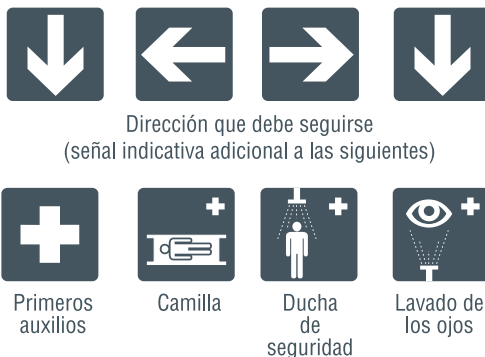 Dirección que debe seguirse
(señal indicativa adicional a las siguientes)
Primeros
auxilios
Camilla
Ducha
de
seguridad
Lavado de
los ojos